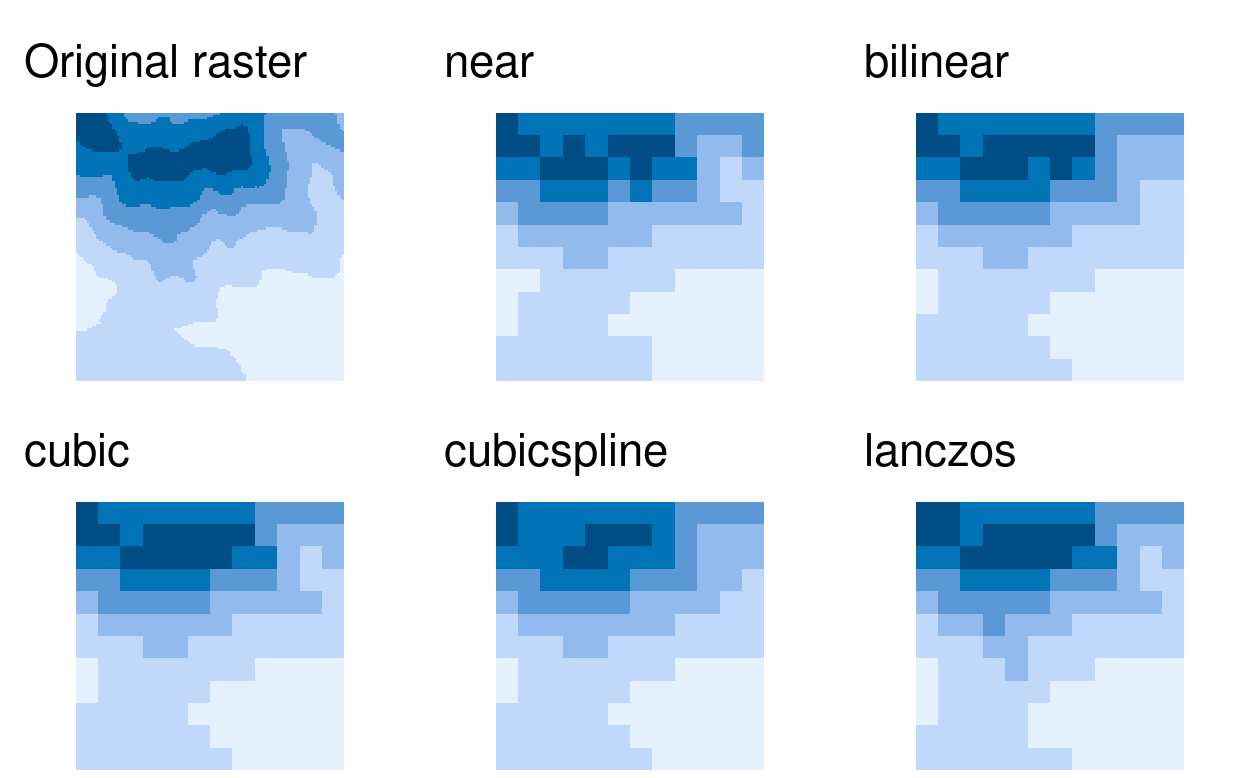 Original raster
near
bilinear
cubic
cubicspline
lanczos